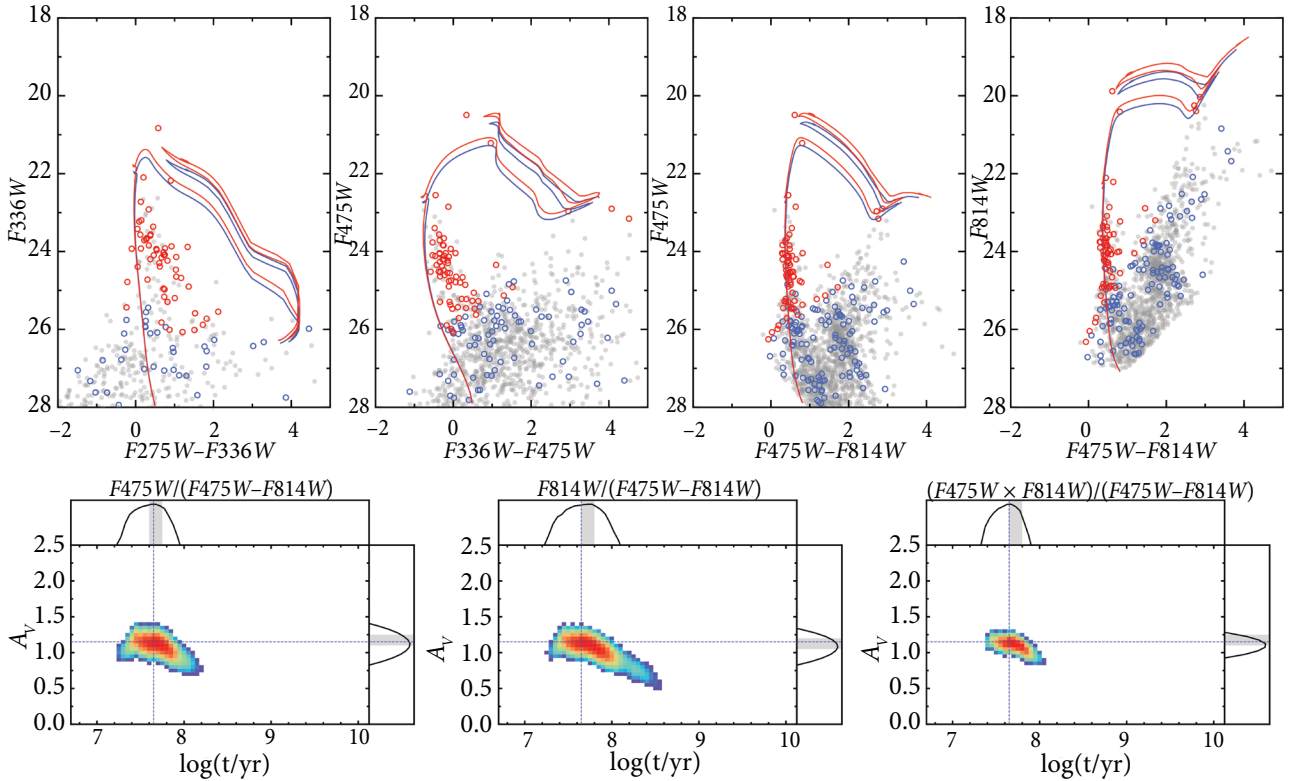 18 18 18 18
20 20 20 20
22 22 22 22
24 24 24 24
26 26 26 26
28 28 28 28
F336W F475W F475W F814W
−2 0 2 4 −2 0 2 4 −2 0 2 4 −2 0 2 4
F275W–F336W F336W–F475W F475W–F814W F475W–F814W
F475W/(F475W–F814W) F814W/(F475W–F814W) (F475W × F814W)/(F475W–F814W)
2.5 2.5 2.5
2.0 2.0 2.0
1.5 1.5 1.5
1.0 1.0 1.0
0.5 0.5 0.5
0.0 0.0 0.0
A_V A_V A_V
7 8 9 10 7 8 9 10 7 8 9 10
log(t/yr) log(t/yr) log(t/yr)